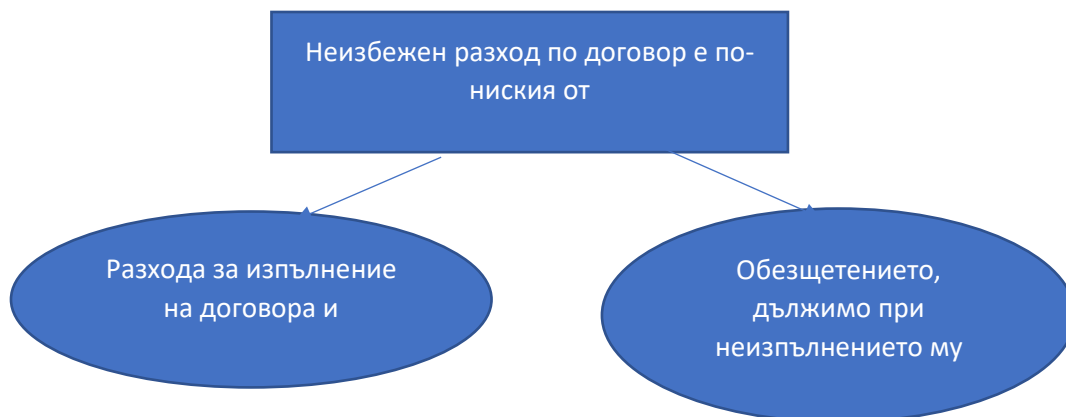 Неизбежен разход по договор е по-
ниския от
Разхода за изпълнение
на договора и
Обезщетението,
дължимо при
неизпълнението му